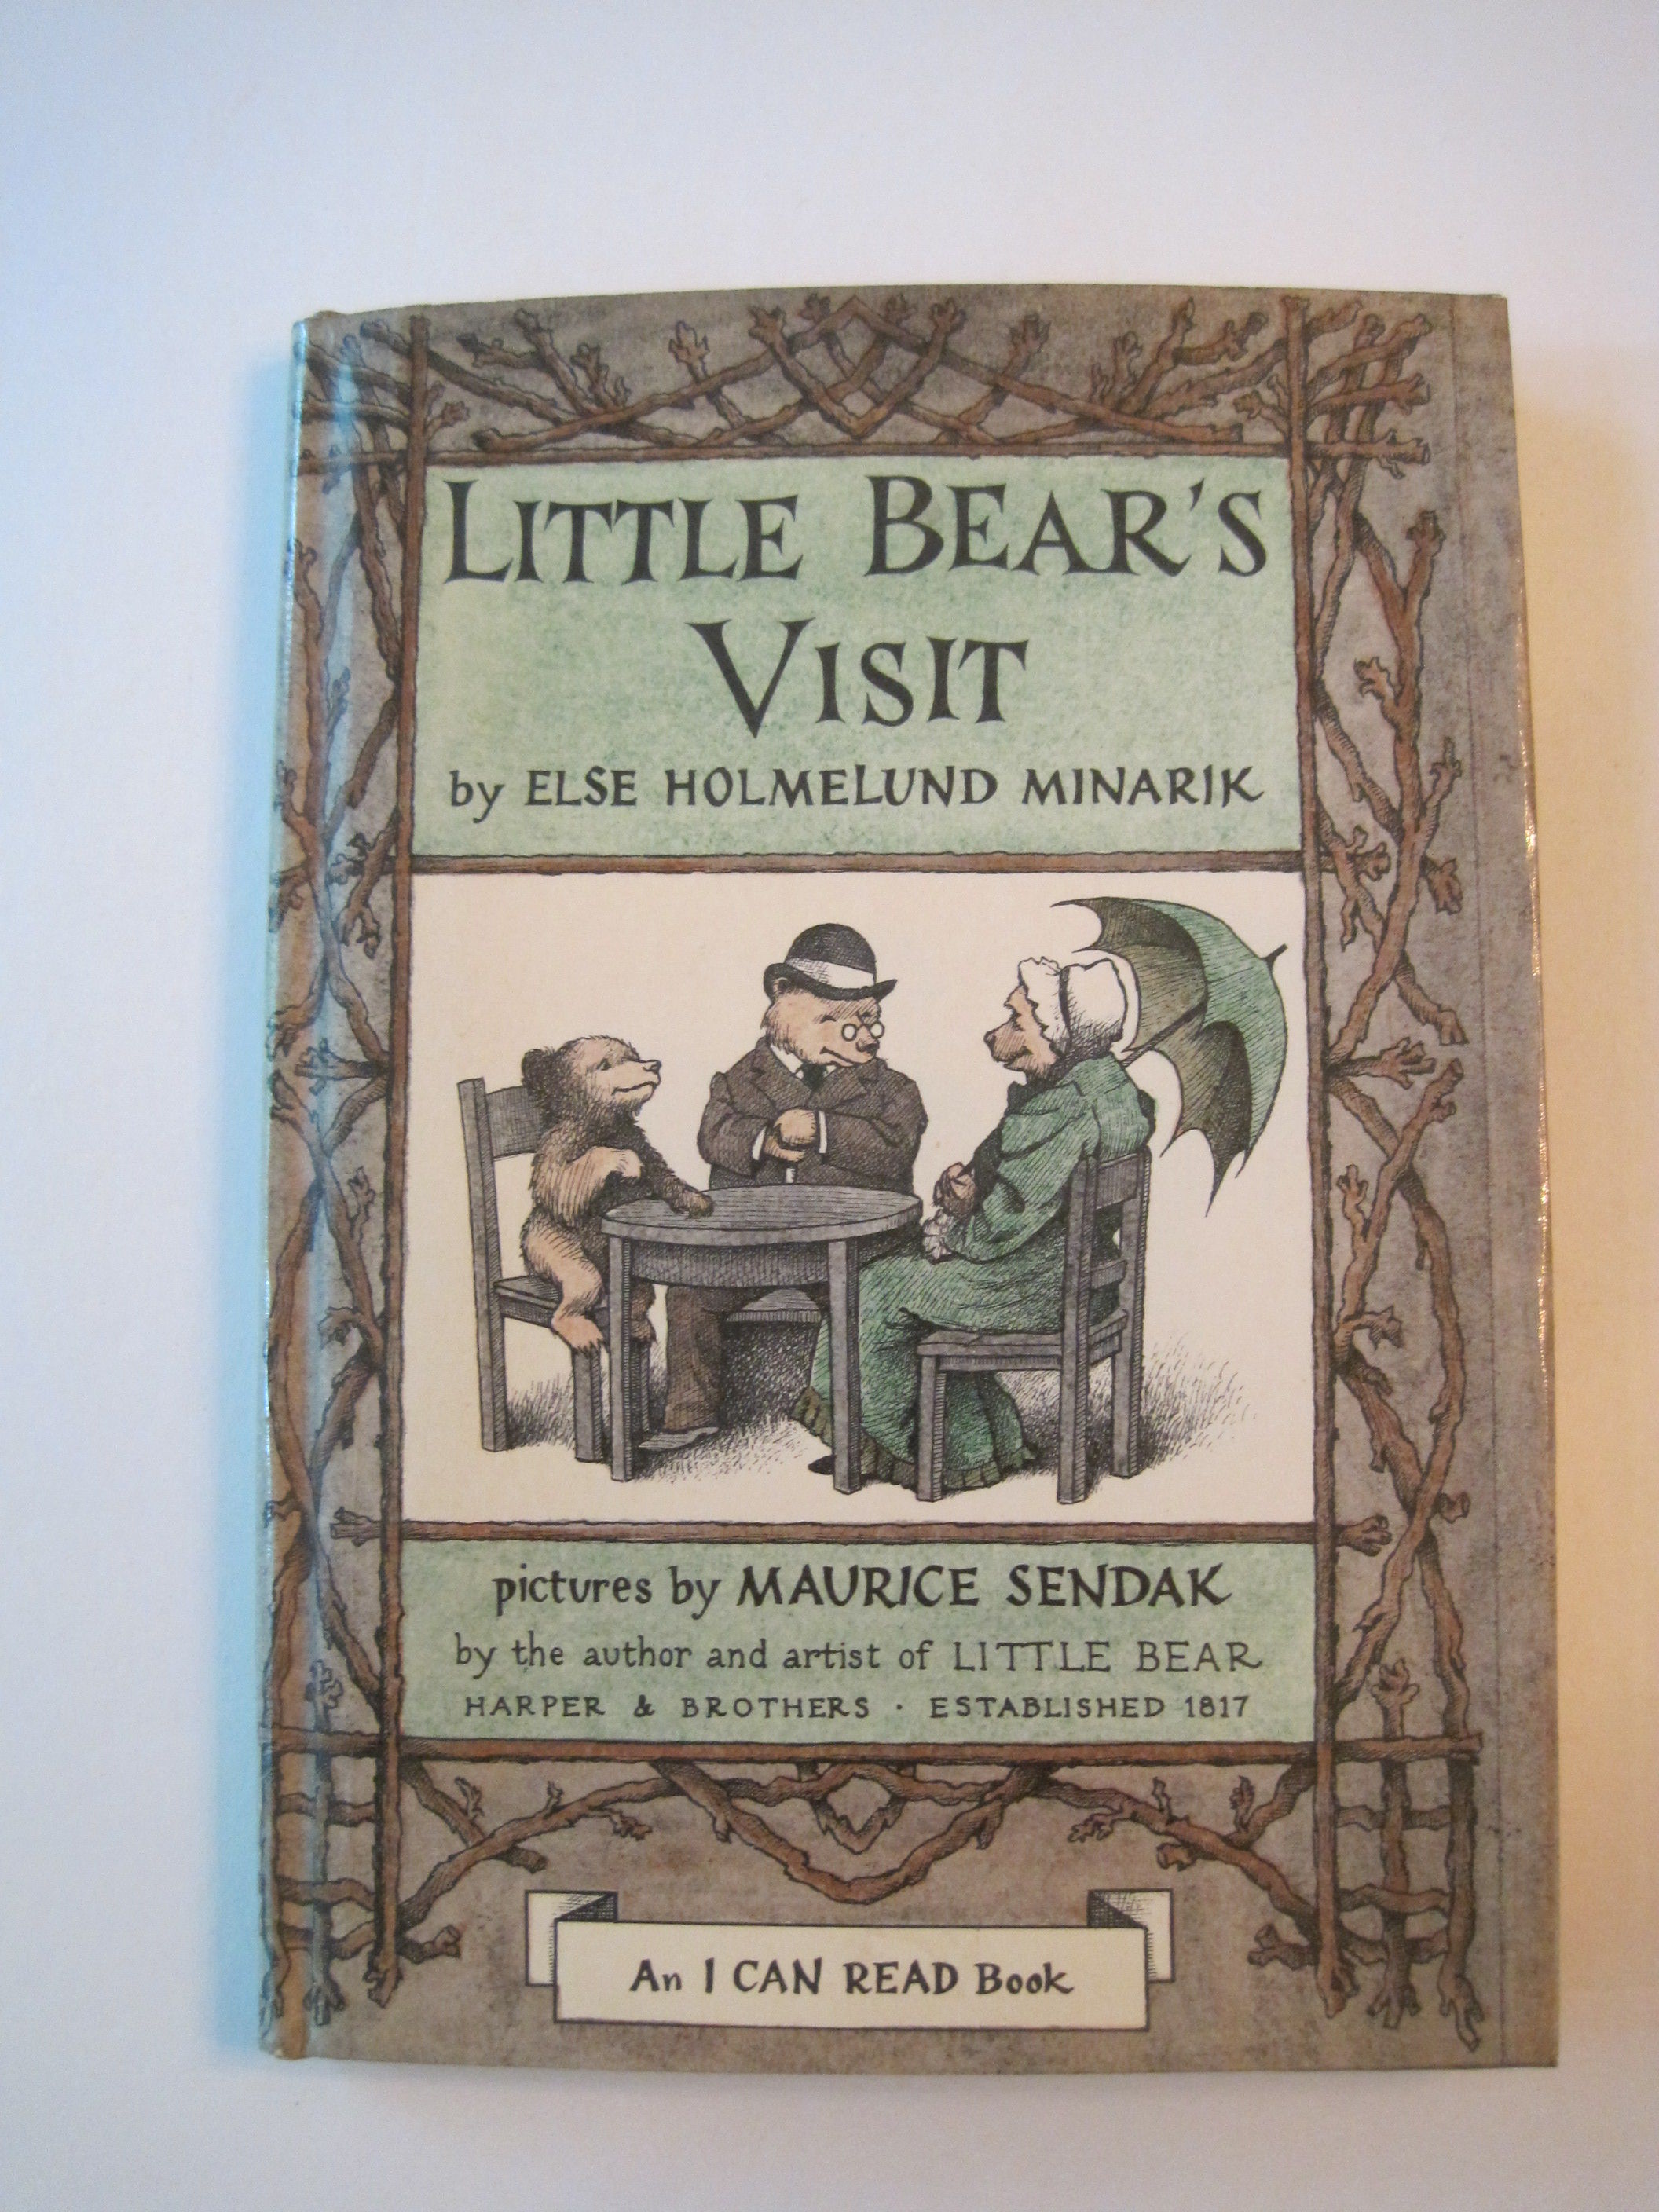 LITTLE BEAR'S
VISIT
by ELSE HOLMELUND MINARIK
pictures by MAURICE SENDAK
by the author and artist of LITTLE BEAR
HARPER & BROTHERS · ESTABLISHED 1817
An I CAN READ Book